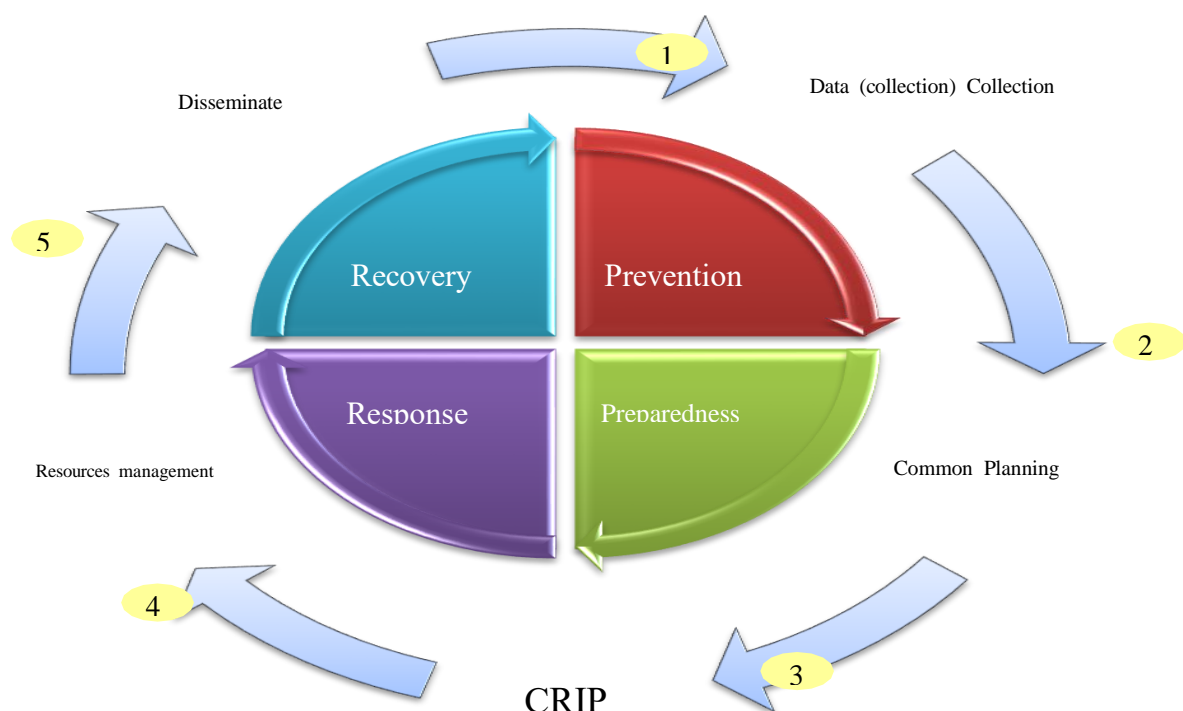 1
Data (collection) Collection
Disseminate
5
Recovery
Prevention
2
Response
Preparedness
Resources management
Common Planning
4
3
CRIP